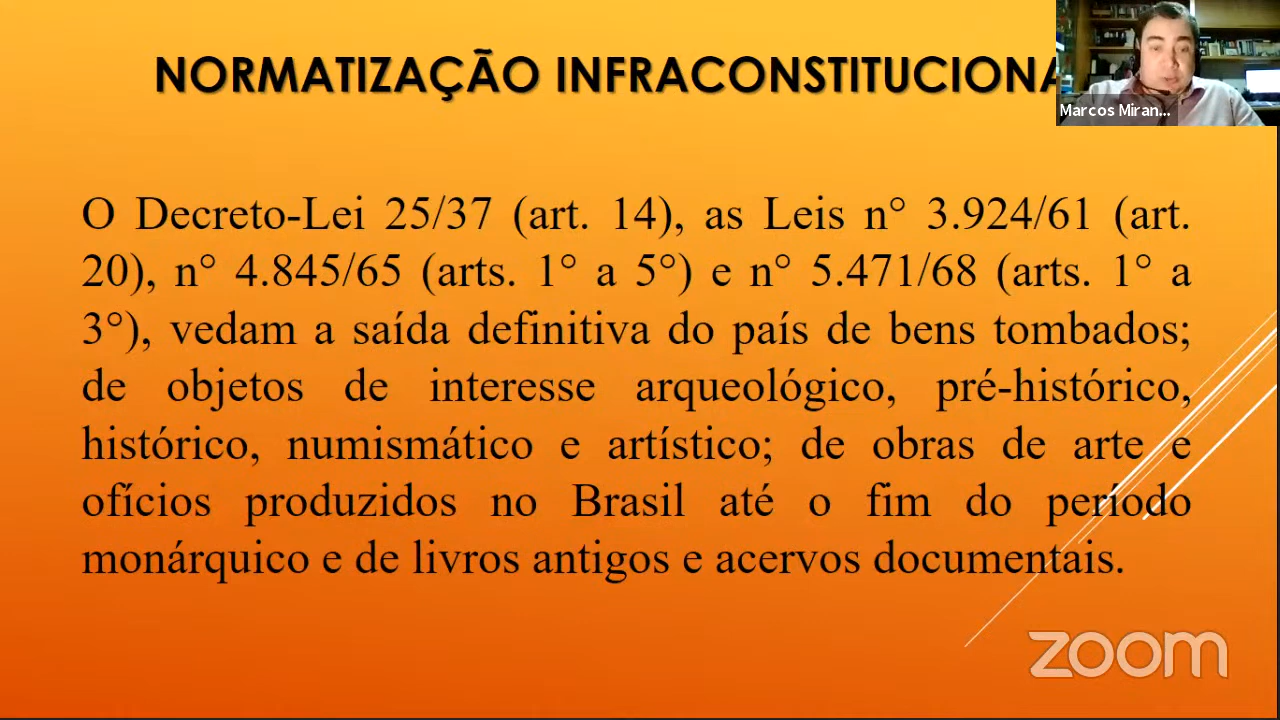 NORMATIZAÇÃO INFRACONSTITUCIONA
Marcos Miran...
O Decreto-Lei 25/37 (art. 14), as Leis n° 3.924/61 (art.
20), n° 4.845/65 (arts. 1° a 5°) e n° 5.471/68 (arts. 1° a
3°), vedam a saída definitiva do país de bens tombados;
de objetos de interesse arqueológico, pré-histórico,
histórico, numismático e artístico; de obras de arte e
ofícios produzidos no Brasil até o fim do período
monárquico e de livros antigos e acervos documentais.
zoom